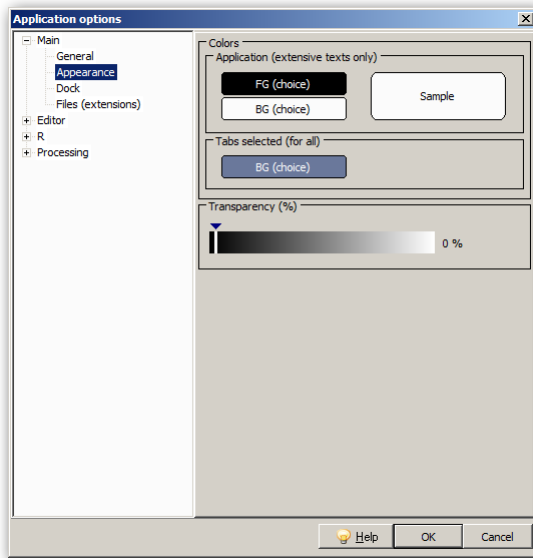 Application options
Main
General
Appearance
Dock
Files (extensions)
Editor
R
Processing
Colors
Application (extensive texts only)
FG (choice)
BG (choice)
Sample
Tabs selected (for all)
BG (choice)
Transparency (%)
0 %
Help
OK
Cancel